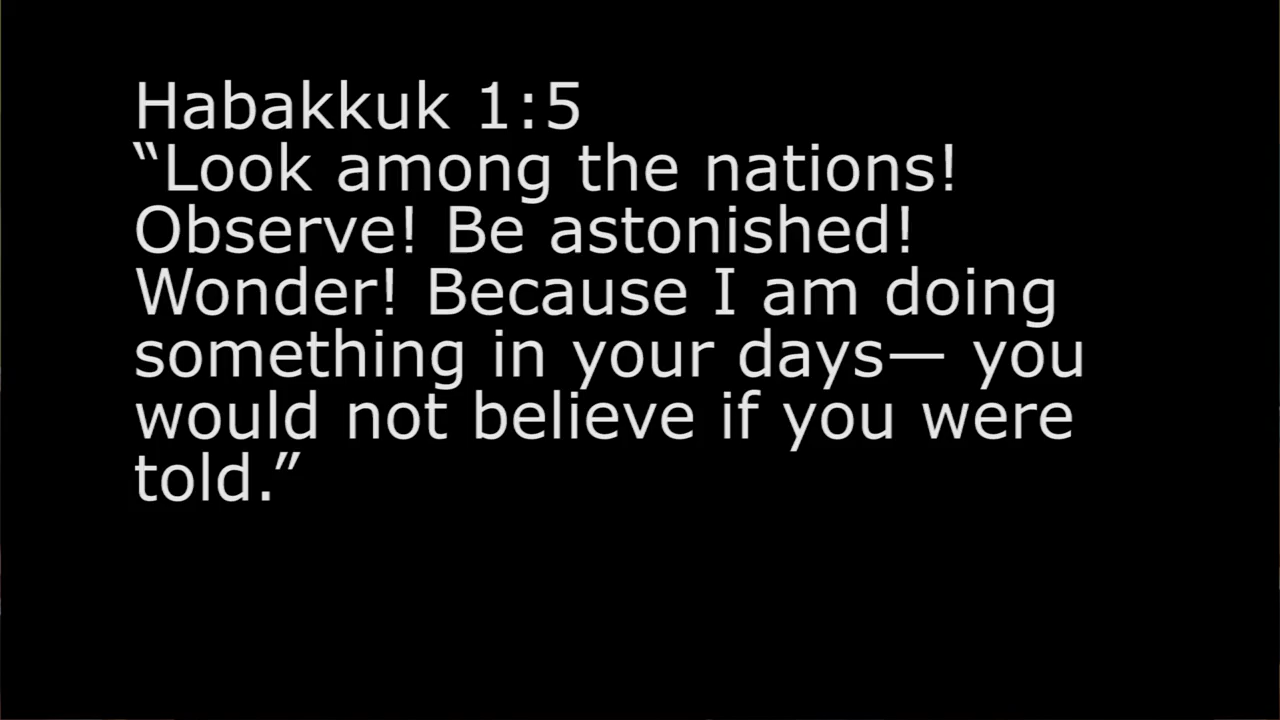 Habakkuk 1:5
“Look among the nations!
Observe! Be astonished!
Wonder! Because I am doing
something in your days— you
would not believe if you were
told.”